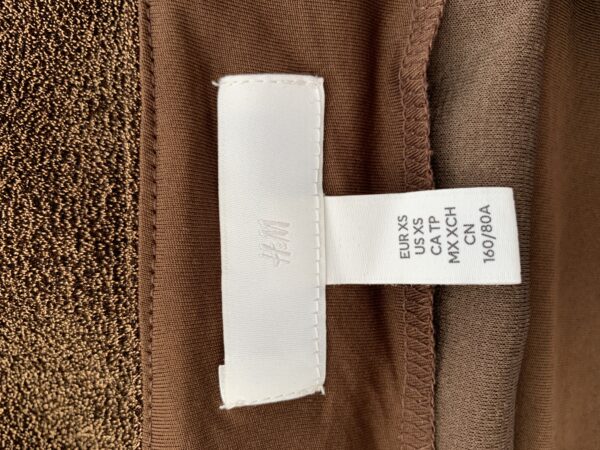 H&M
EUR XS
US XS
CA TP
MX XCH
CN
160/80A